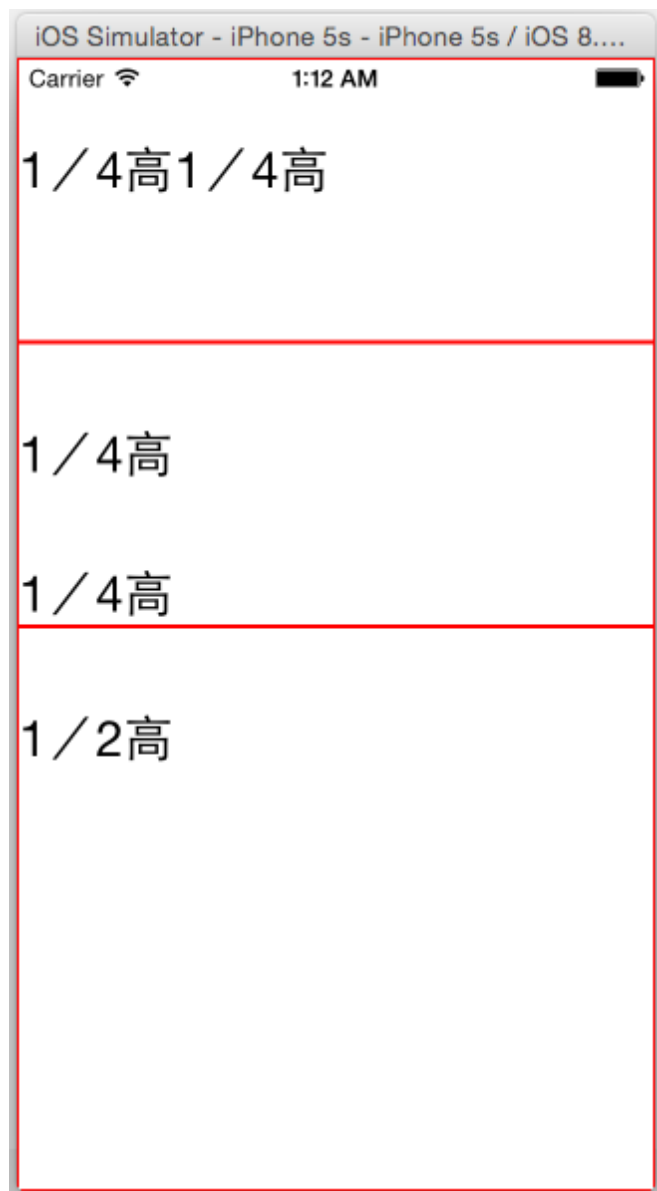 iOS Simulator - iPhone 5s - iPhone 5s / iOS 8....
Carrier 1:12 AM
1／4高1／4高
1／4高
1／4高
1／2高